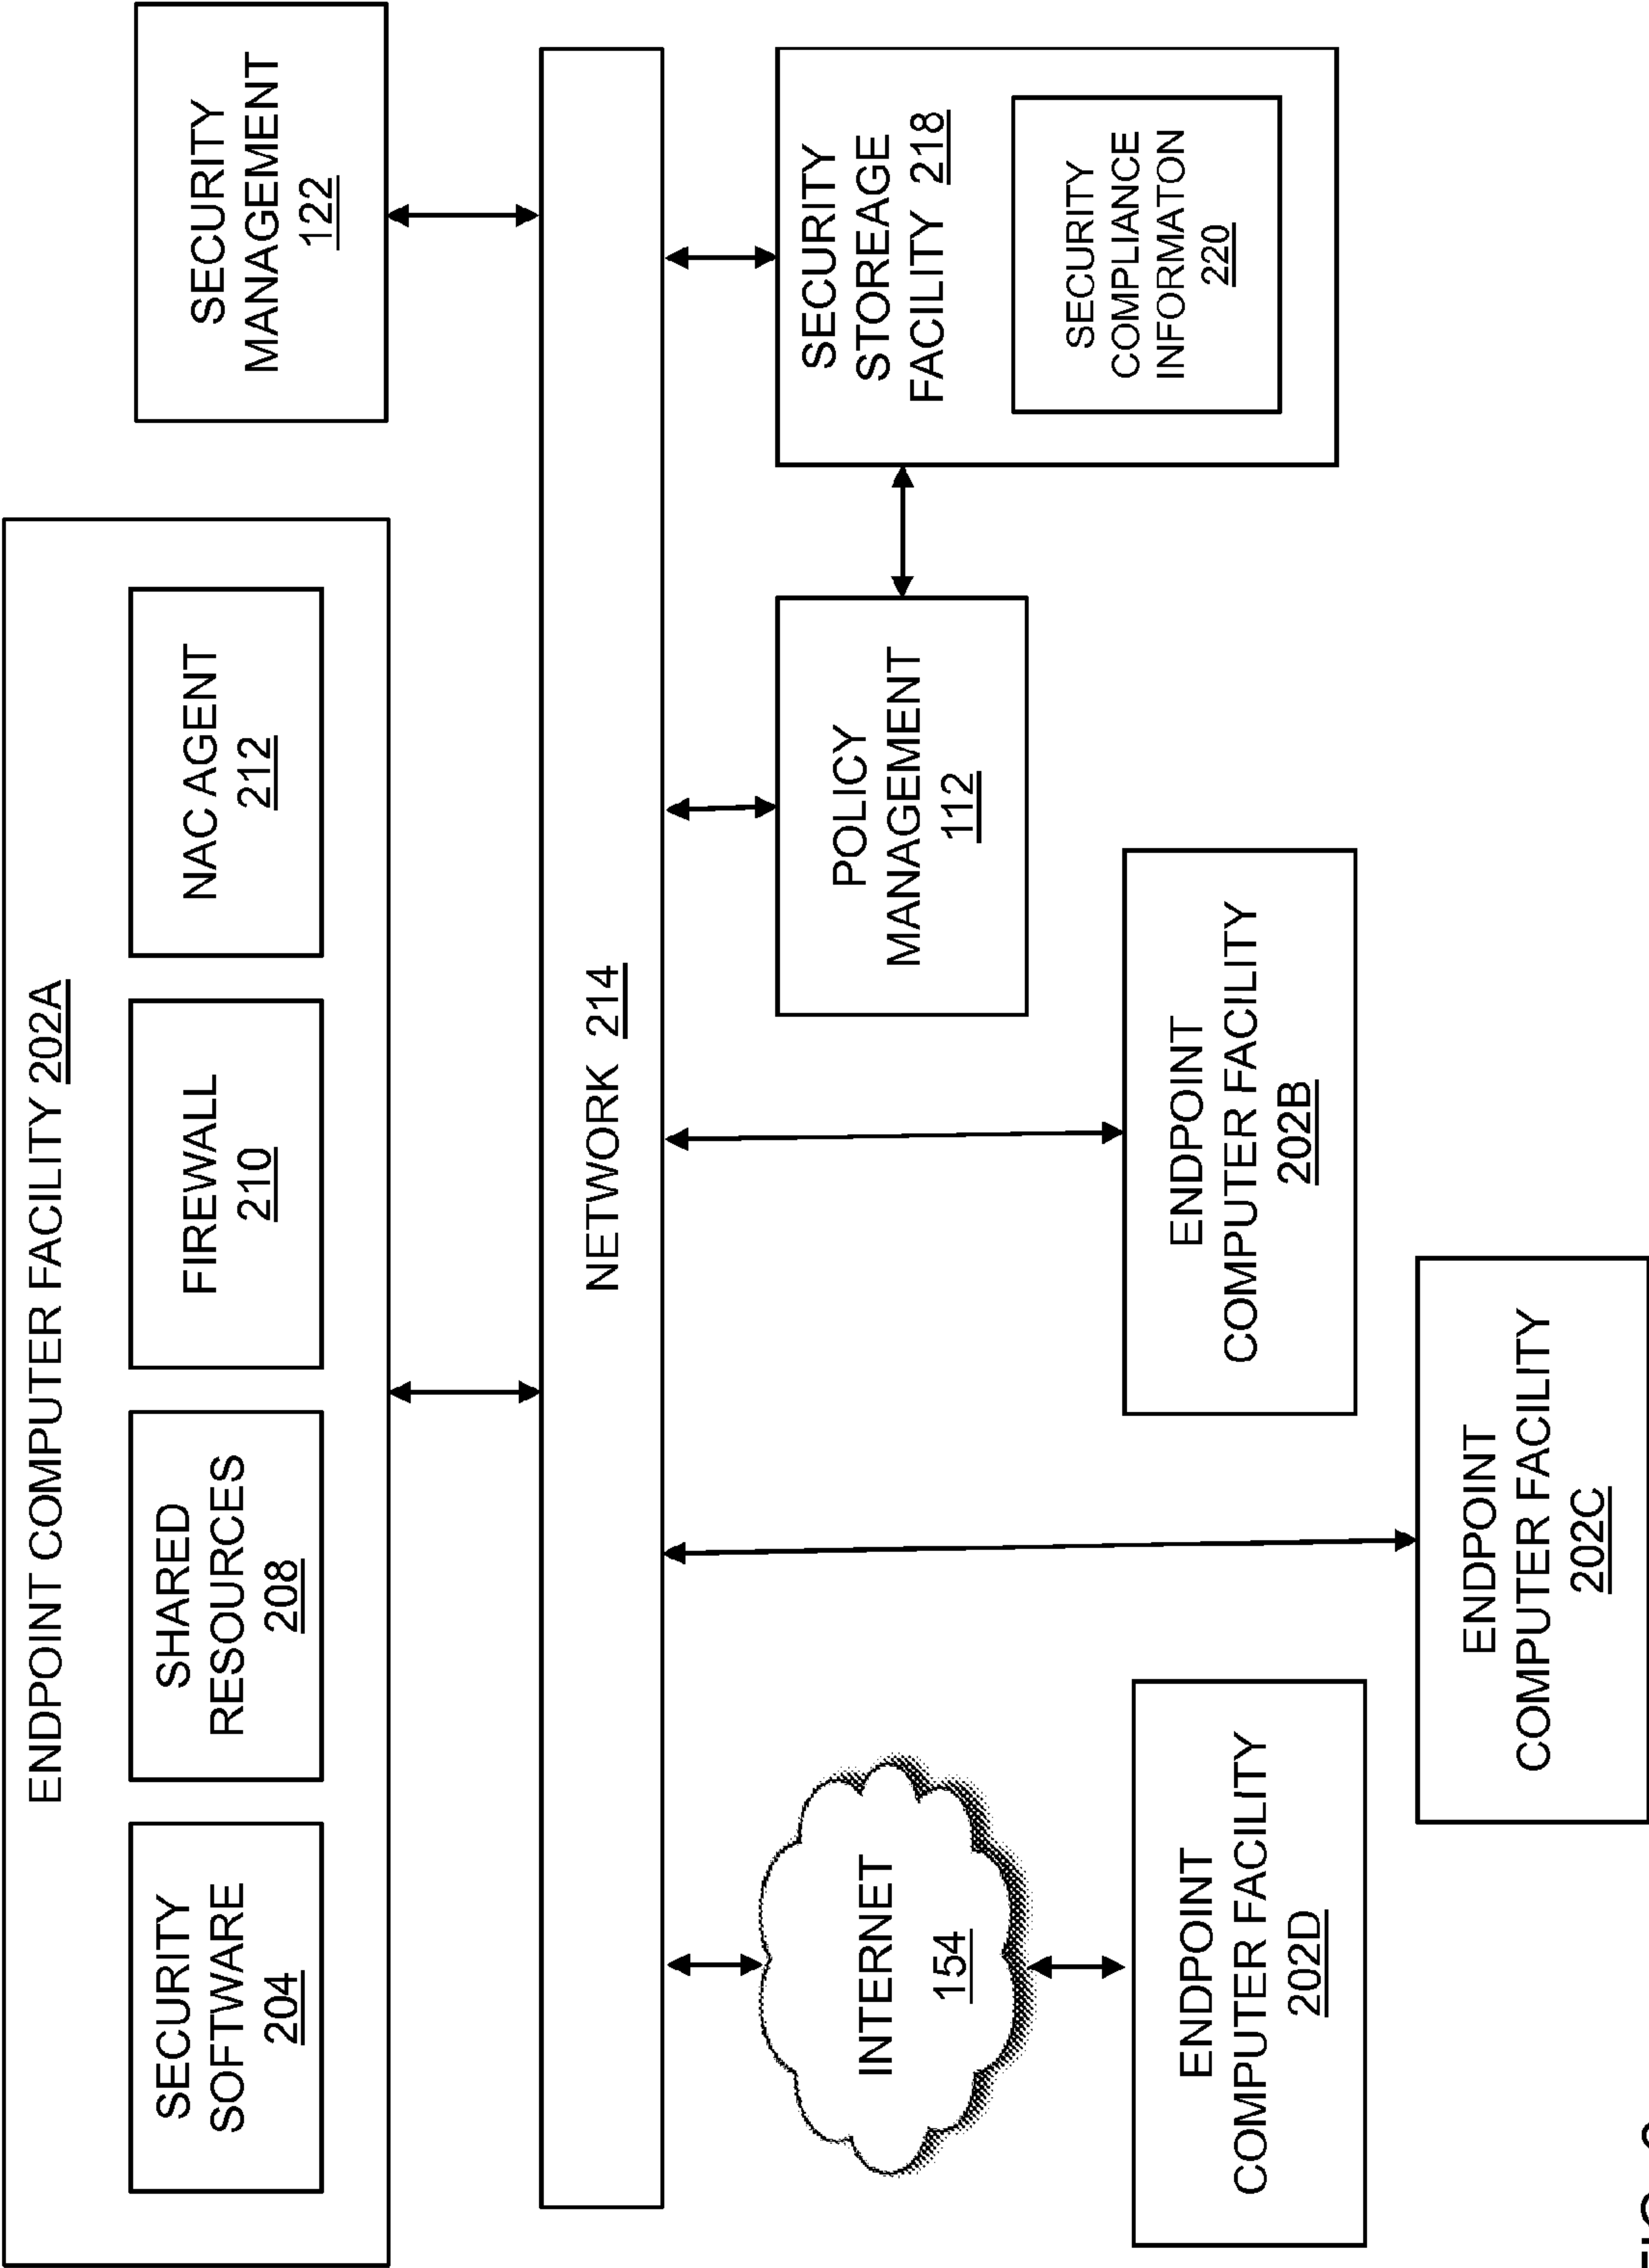 ENDPOINT COMPUTER FACILITY 202A
SECURITY
SOFTWARE
204
SHARED
RESOURCES
208
FIREWALL
210
NAC AGENT
212
SECURITY
MANAGEMENT
122
NETWORK 214
INTERNET
154
ENDPOINT
COMPUTER FACILITY
202D
ENDPOINT
COMPUTER FACILITY
202C
ENDPOINT
COMPUTER FACILITY
202B
POLICY
MANAGEMENT
112
SECURITY
STOREAGE
FACILITY 218
SECURITY
COMPLIANCE
INFORMATON
220